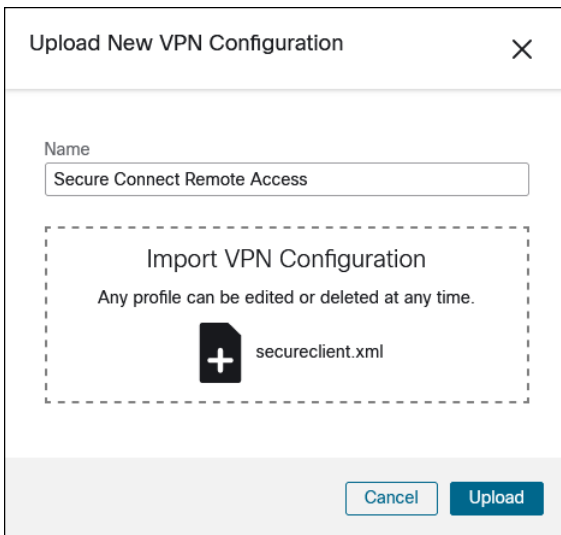 Upload New VPN Configuration
Name
Secure Connect Remote Access
Import VPN Configuration
Any profile can be edited or deleted at any time.
secureclient.xml
Cancel
Upload